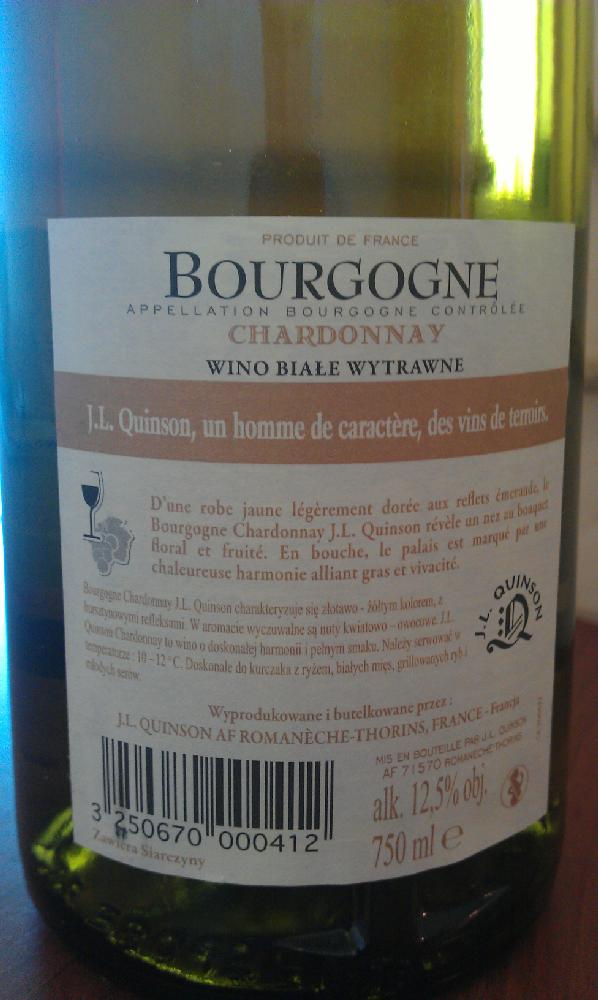 PRODUIT DE FRANCE
BOURGOGNE
APPELLATION BOURGOGNE CONTRÔLÉE
CHARDONNAY
WINO BIAŁE WYTRAWNE
J.L. Quinson, un homme de caractère, des vins de terroirs.
D'une robe jaune légèrement dorée aux reflets émeraude, le
Bourgogne Chardonnay J.L. Quinson révèle un nez au bouquet
floral et fruité. En bouche, le palais est marqué par une
chaleureuse harmonie alliant gras et vivacité.
Bourgogne Chardonnay J.L. Quinson charakteryzuje się złotawo - żółtym kolorem, z
bursztynowymi refleksami. W aromacie wyczuwalne są nuty kwiatowo – owocowe. J.L.
Quinson Chardonnay to wino o doskonałej harmonii i pełnym smaku. Należy serwować w
temperaturze : 10 – 12°C. Doskonałe do kurczaka z ryżem, białych mięs, grillowanych ryb i
młodych serów.
J.L. QUINSON
Wyprodukowane i butelkowane przez :
J.L. QUINSON AF ROMANÈCHE-THORINS, FRANCE - Francja
MIS EN BOUTEILLE PAR J.L. QUINSON
AF 71570 ROMANECHE-THORINS
alk. 12,5% obj.
750 ml e
3 250670 000412
Zawiera Siarczyny